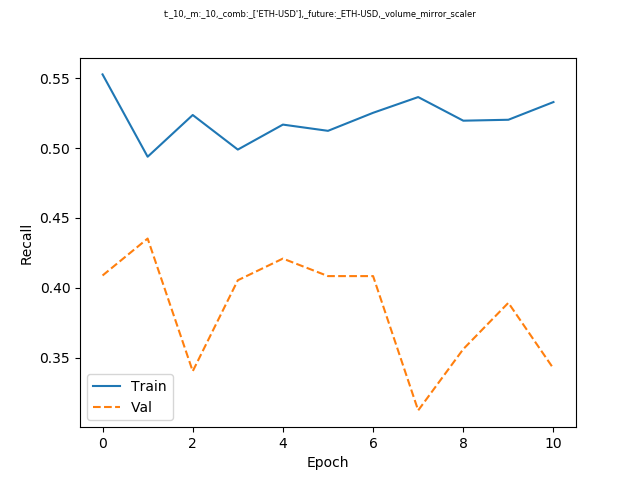 t:_10,_m:_10,_comb:_['ETH-USD'],_future:_ETH-USD,_volume_mirror_scaler
0.55
0.50
0.45
0.40
0.35
Recall
Train
Val
0 2 4 6 8 10
Epoch